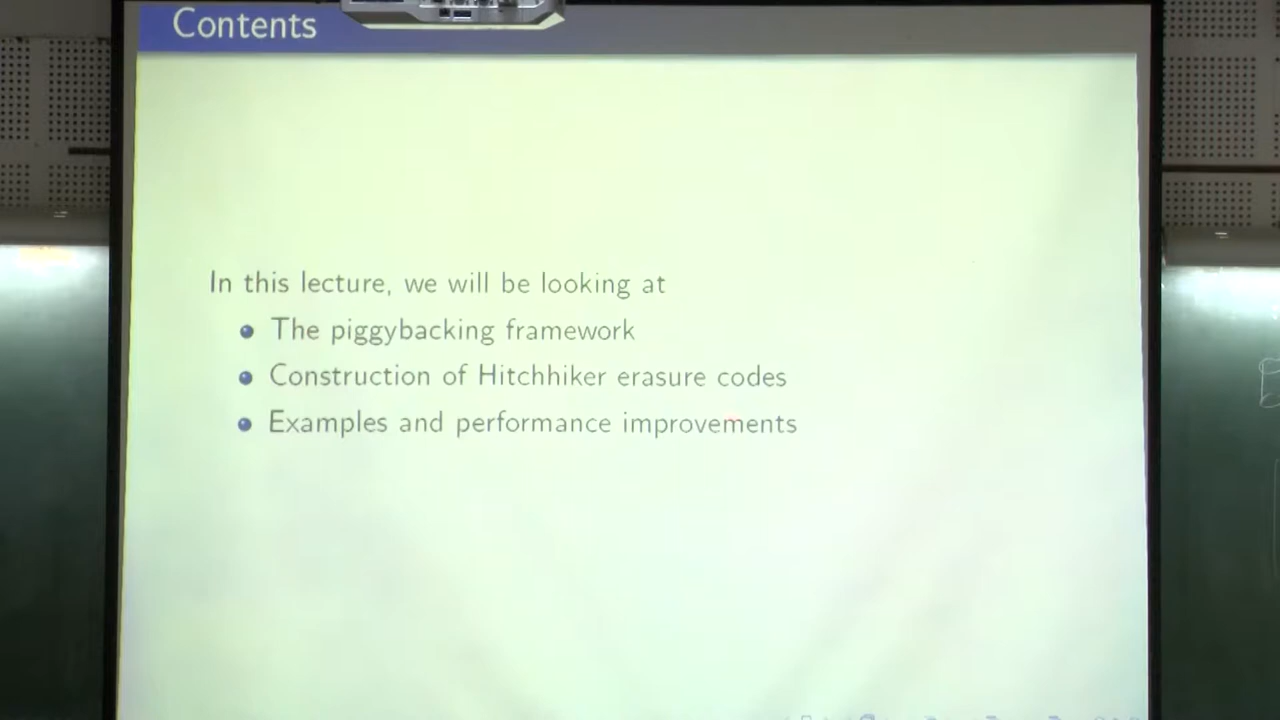 Contents
In this lecture, we will be looking at
The piggybacking framework
Construction of Hitchhiker erasure codes
Examples and performance improvements